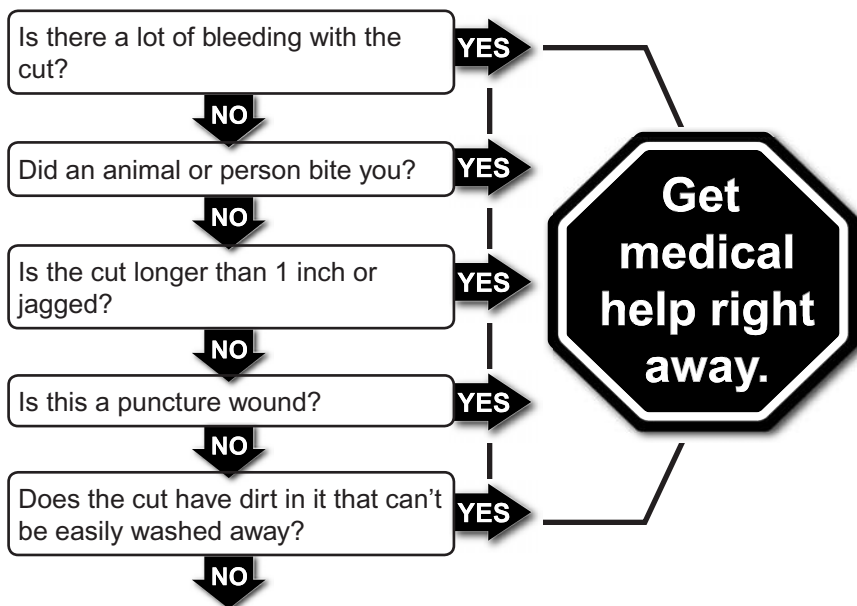 Is there a lot of bleeding with the
cut?
YES
NO
Did an animal or person bite you?
YES
NO
Is the cut longer than 1 inch or
jagged?
YES
NO
Is this a puncture wound?
YES
NO
Does the cut have dirt in it that can’t
be easily washed away?
YES
NO
Get
medical
help right
away.